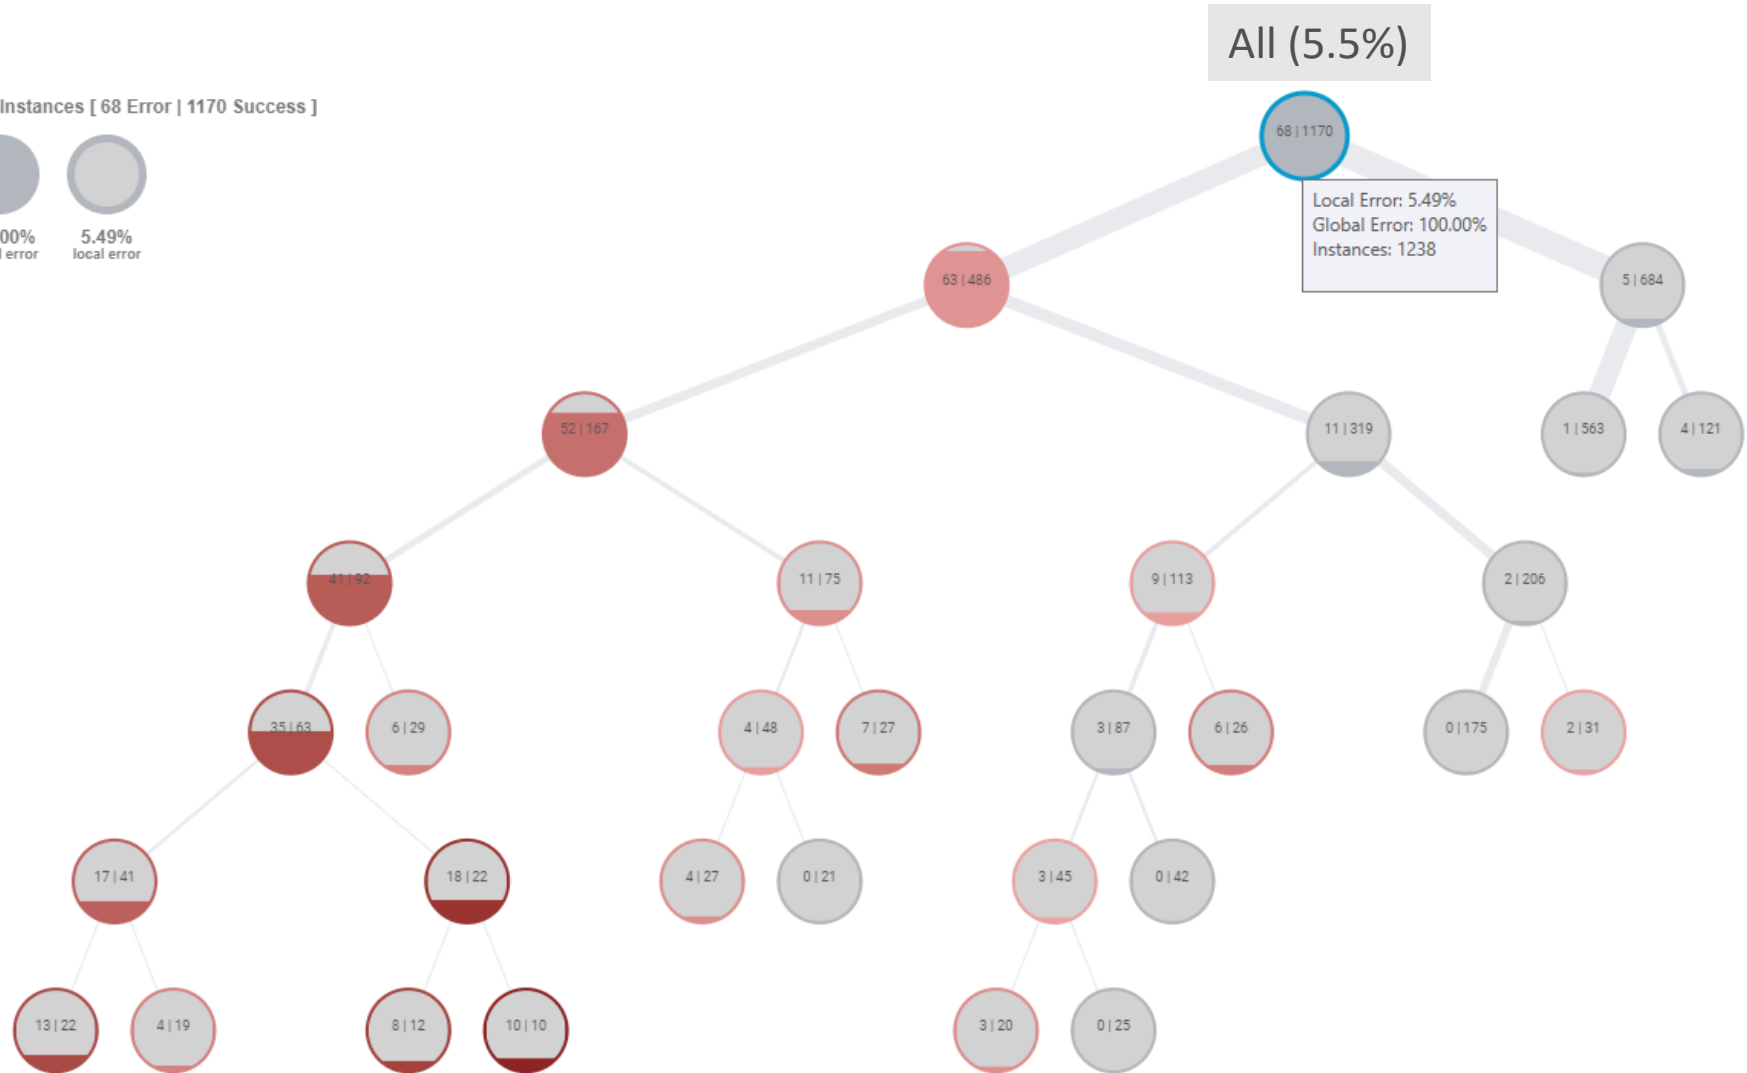 All (5.5%)
Instances [ 68 Error | 1170 Success ]
68 | 1170
00%
error
5.49%
local error
Local Error: 5.49%
Global Error: 100.00%
Instances: 1238
63 | 486
5 | 684
52 | 167
11 | 319
1 | 563
4 | 121
41 | 92
11 | 75
9 | 113
2 | 206
35 | 63
6 | 29
4 | 48
7 | 27
3 | 87
6 | 26
0 | 175
2 | 31
17 | 41
18 | 22
4 | 27
0 | 21
3 | 45
0 | 42
13 | 22
4 | 19
8 | 12
10 | 10
3 | 20
0 | 25